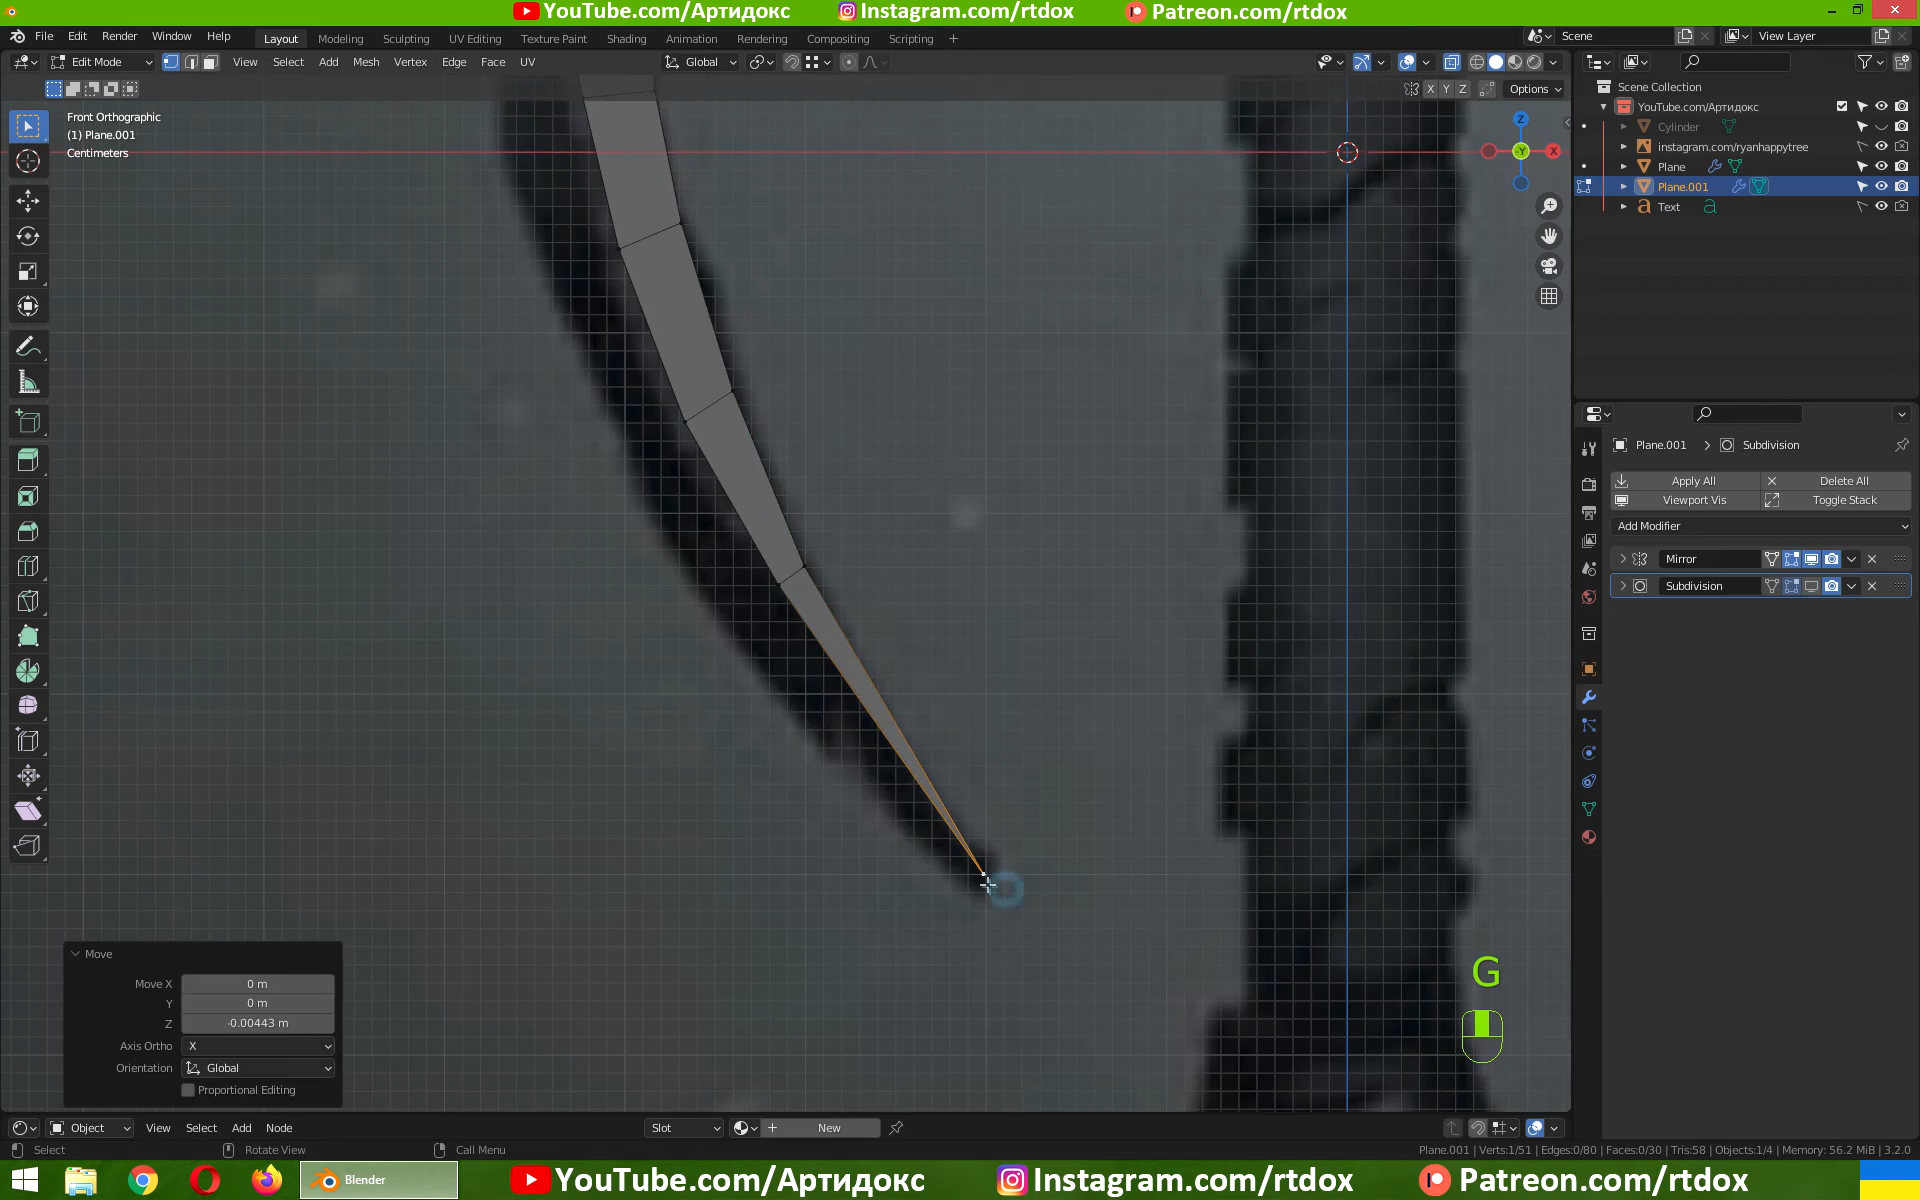 YouTube.com/Артидокс Instagram.com/rtdox Patreon.com/rtdox
File Edit Render Window Help Layout Modeling Sculpting UV Editing Texture Paint Shading Animation Rendering Compositing Scripting + Scene View Layer
Edit Mode View Select Add Mesh Vertex Edge Face UV Global
X Y Z Options
Front Orthographic
(1) Plane.001
Centimeters
Z
-Y X
Scene Collection
YouTube.com/Артидокс
Cylinder
instagram.com/ryanhappytree
Plane
Plane.001
Text
Plane.001 > Subdivision
Apply All Delete All
Viewport Vis Toggle Stack
Add Modifier
Mirror
Subdivision
G
Move
Move X 0 m
Y 0 m
Z -0.00443 m
Axis Ortho X
Orientation Global
Proportional Editing
Object View Select Add Node Slot New
Select Rotate View Call Menu Plane.001 | Verts:1/51 | Edges:0/80 | Faces:0/30 | Tris:58 | Objects:1/4 | Memory: 56.2 MiB | 3.2.0
Blender YouTube.com/Артидокс Instagram.com/rtdox Patreon.com/rtdox